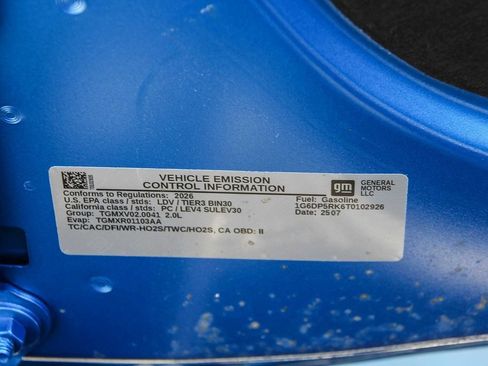 VEHICLE EMISSION
CONTROL INFORMATION
gm
GENERAL
MOTORS
LLC
Conforms to Regulations: 2026
U.S. EPA class / stds: LDV / TIER3 BIN30
California class / stds: PC / LEV4 SULEV30
Group: TGMXV02.0041 2.0L
Evap: TGMXR01103AA
TC/CAC/DFI/WR-HO2S/TWC/HO2S, CA OBD: II
Fuel: Gasoline
1G6DP5RK6T0102926
Date: 25:07